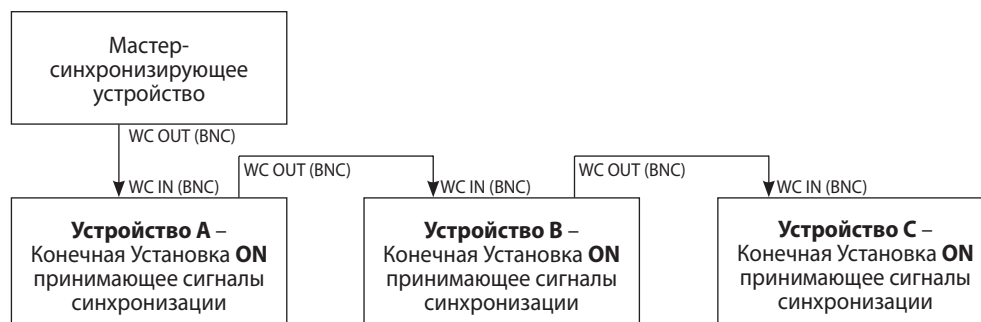 Мастер-
синхронизирующее
устройство
WC OUT (BNC)
WC OUT (BNC)
WC OUT (BNC)
WC IN (BNC)
WC IN (BNC)
WC IN (BNC)
Устройство A –
Конечная Установка ON
принимающее сигналы
синхронизации
Устройство B –
Конечная Установка ON
принимающее сигналы
синхронизации
Устройство C –
Конечная Установка ON
принимающее сигналы
синхронизации